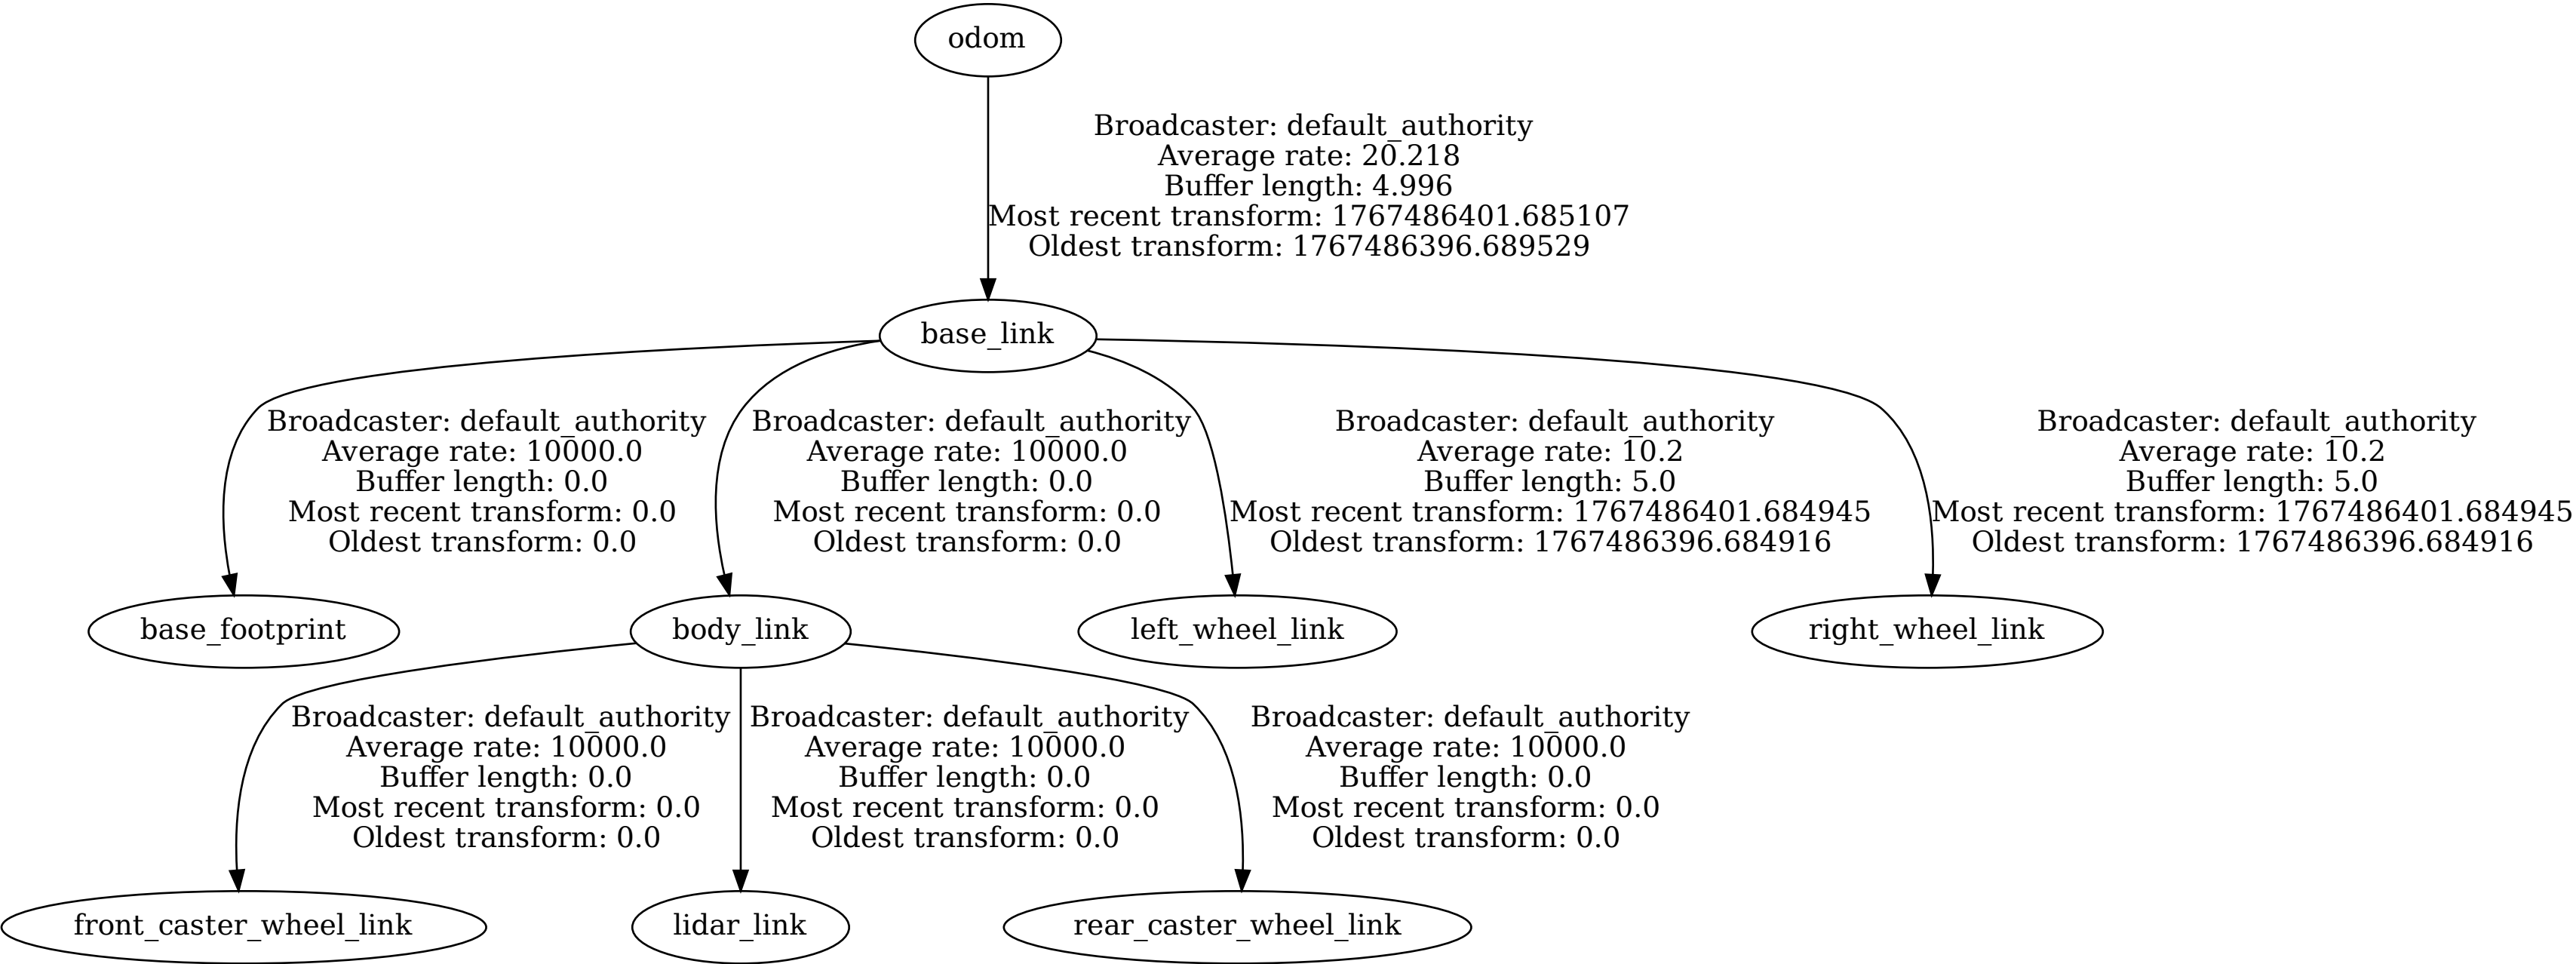 odom
Broadcaster: default_authority
Average rate: 20.218
Buffer length: 4.996
Most recent transform: 1767486401.685107
Oldest transform: 1767486396.689529
base_link
Broadcaster: default_authority
Average rate: 10000.0
Buffer length: 0.0
Most recent transform: 0.0
Oldest transform: 0.0
Broadcaster: default_authority
Average rate: 10000.0
Buffer length: 0.0
Most recent transform: 0.0
Oldest transform: 0.0
Broadcaster: default_authority
Average rate: 10.2
Buffer length: 5.0
Most recent transform: 1767486401.684945
Oldest transform: 1767486396.684916
Broadcaster: default_authority
Average rate: 10.2
Buffer length: 5.0
Most recent transform: 1767486401.684945
Oldest transform: 1767486396.684916
base_footprint
body_link
left_wheel_link
right_wheel_link
Broadcaster: default_authority
Average rate: 10000.0
Buffer length: 0.0
Most recent transform: 0.0
Oldest transform: 0.0
Broadcaster: default_authority
Average rate: 10000.0
Buffer length: 0.0
Most recent transform: 0.0
Oldest transform: 0.0
Broadcaster: default_authority
Average rate: 10000.0
Buffer length: 0.0
Most recent transform: 0.0
Oldest transform: 0.0
front_caster_wheel_link
lidar_link
rear_caster_wheel_link